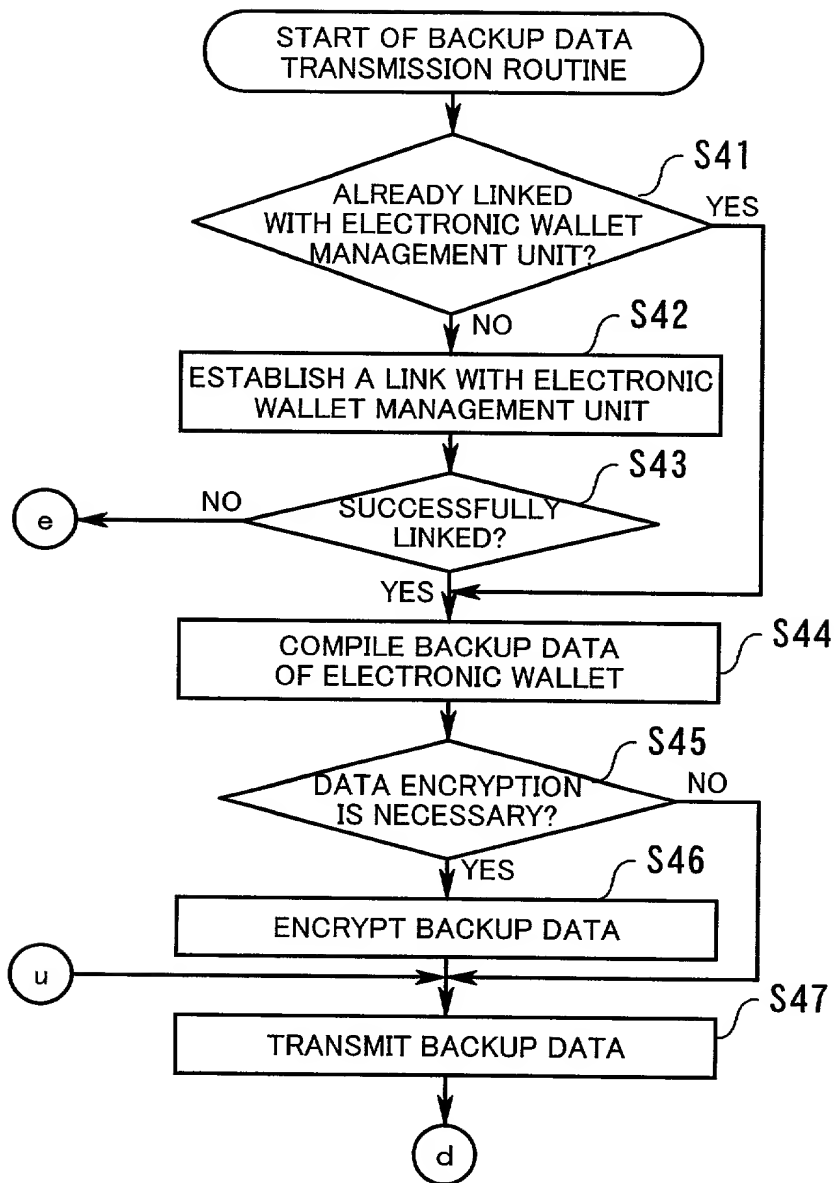 START OF BACKUP DATA
TRANSMISSION ROUTINE
S41
ALREADY LINKED
WITH ELECTRONIC WALLET
MANAGEMENT UNIT?
YES
NO
S42
ESTABLISH A LINK WITH ELECTRONIC
WALLET MANAGEMENT UNIT
S43
SUCCESSFULLY
LINKED?
NO
e
YES
S44
COMPILE BACKUP DATA
OF ELECTRONIC WALLET
S45
DATA ENCRYPTION
IS NECESSARY?
NO
YES
S46
ENCRYPT BACKUP DATA
u
S47
TRANSMIT BACKUP DATA
d